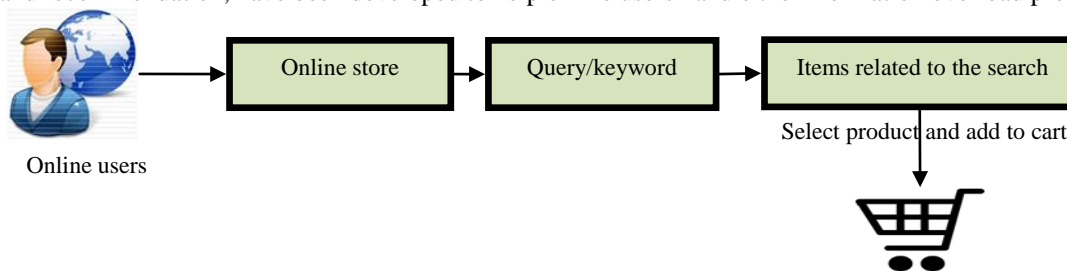 Online store
Query/keyword
Items related to the search
Select product and add to cart
Online users